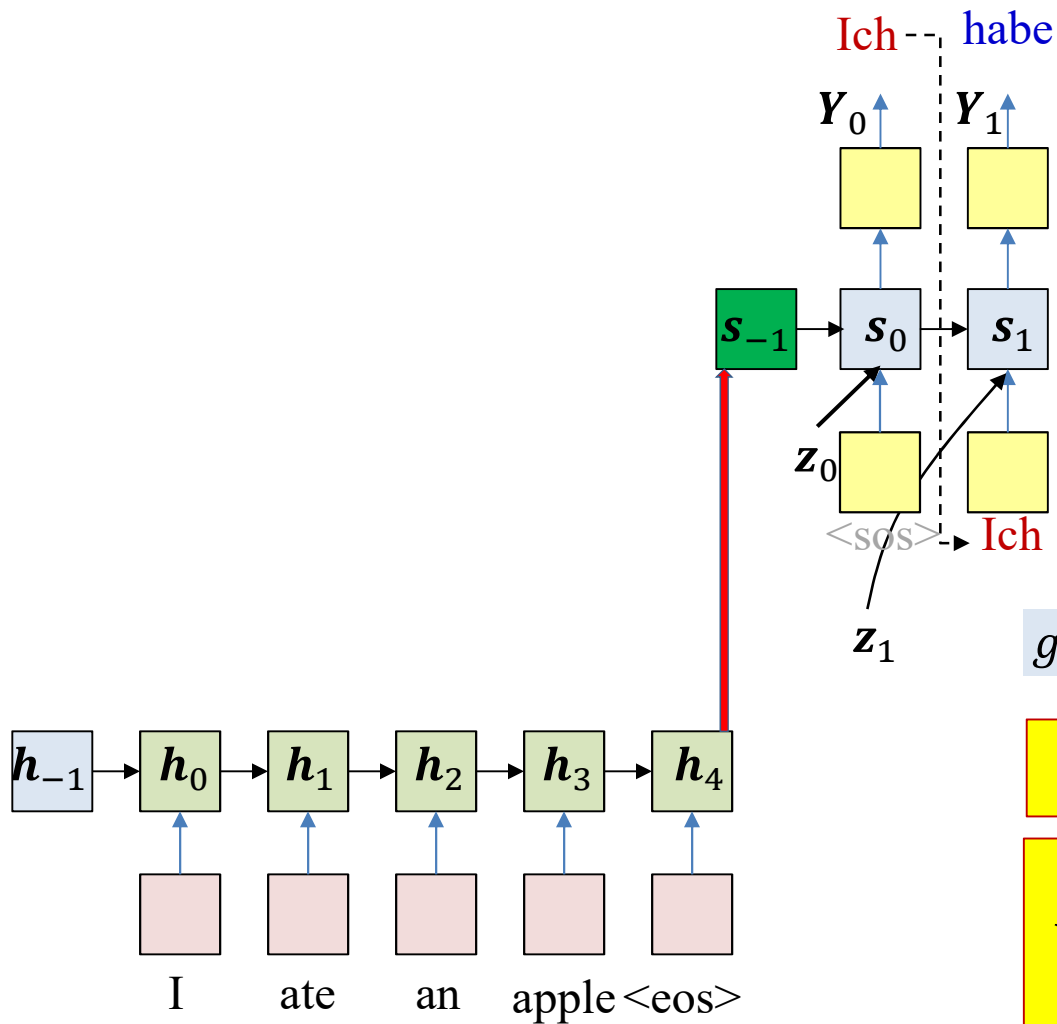 Ich habe
Y₀ Y₁
s₋₁ s₀ s₁
z₀
<sos> Ich
z₁
g
h₋₁ h₀ h₁ h₂ h₃ h₄
I ate an apple <eos>